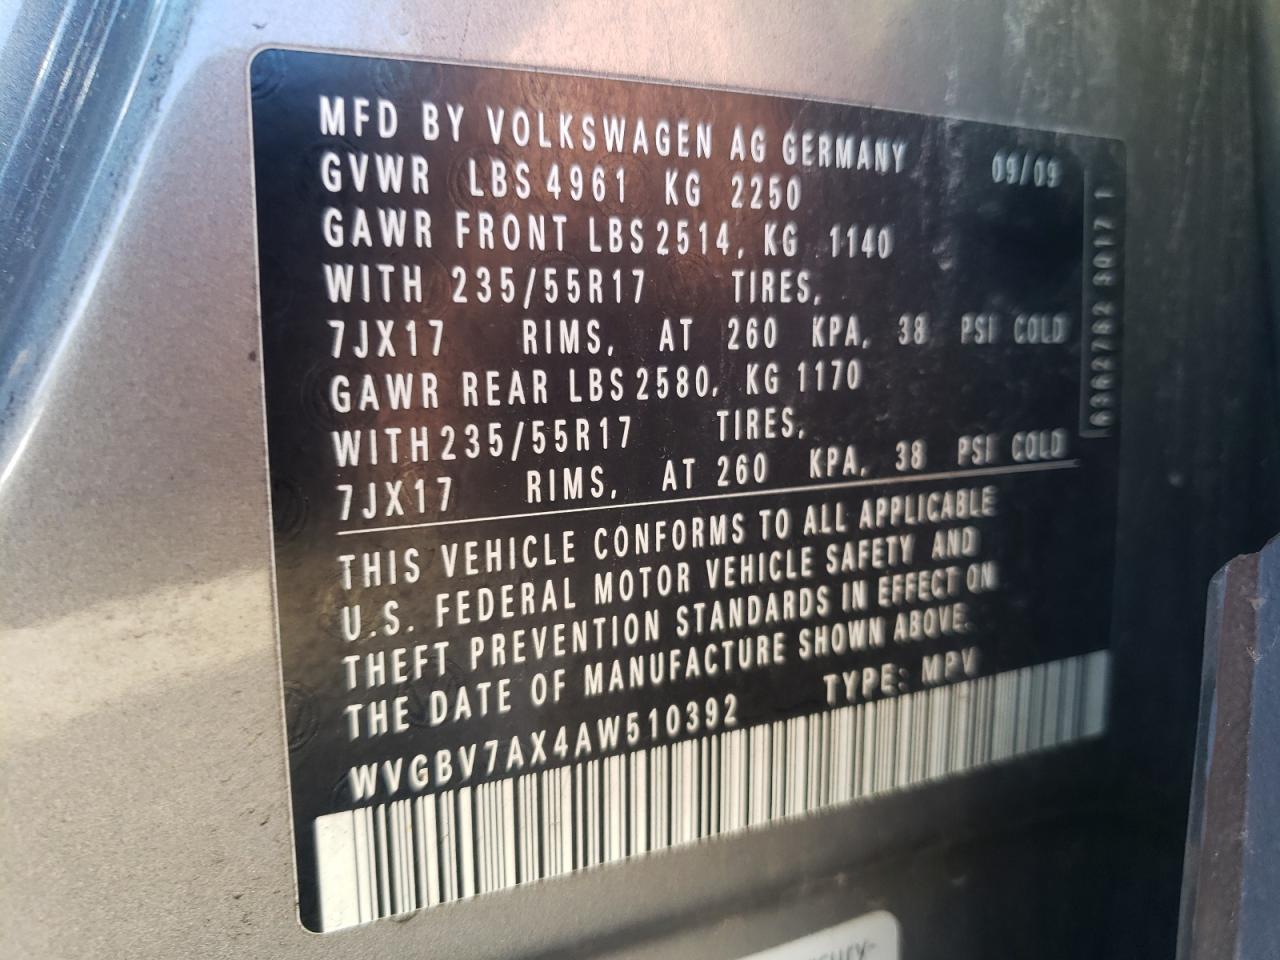 MFD BY VOLKSWAGEN AG GERMANY 09/09
GVWR LBS 4961 KG 2250
GAWR FRONT LBS 2514, KG 1140
WITH 235/55R17 TIRES,
7JX17 RIMS, AT 260 KPA, 38 PSI COLD
GAWR REAR LBS 2580, KG 1170
WITH 235/55R17 TIRES,
7JX17 RIMS, AT 260 KPA, 38 PSI COLD
THIS VEHICLE CONFORMS TO ALL APPLICABLE
U.S. FEDERAL MOTOR VEHICLE SAFETY AND
THEFT PREVENTION STANDARDS IN EFFECT ON
THE DATE OF MANUFACTURE SHOWN ABOVE.
WVGBV7AX4AW510392 TYPE: MPV